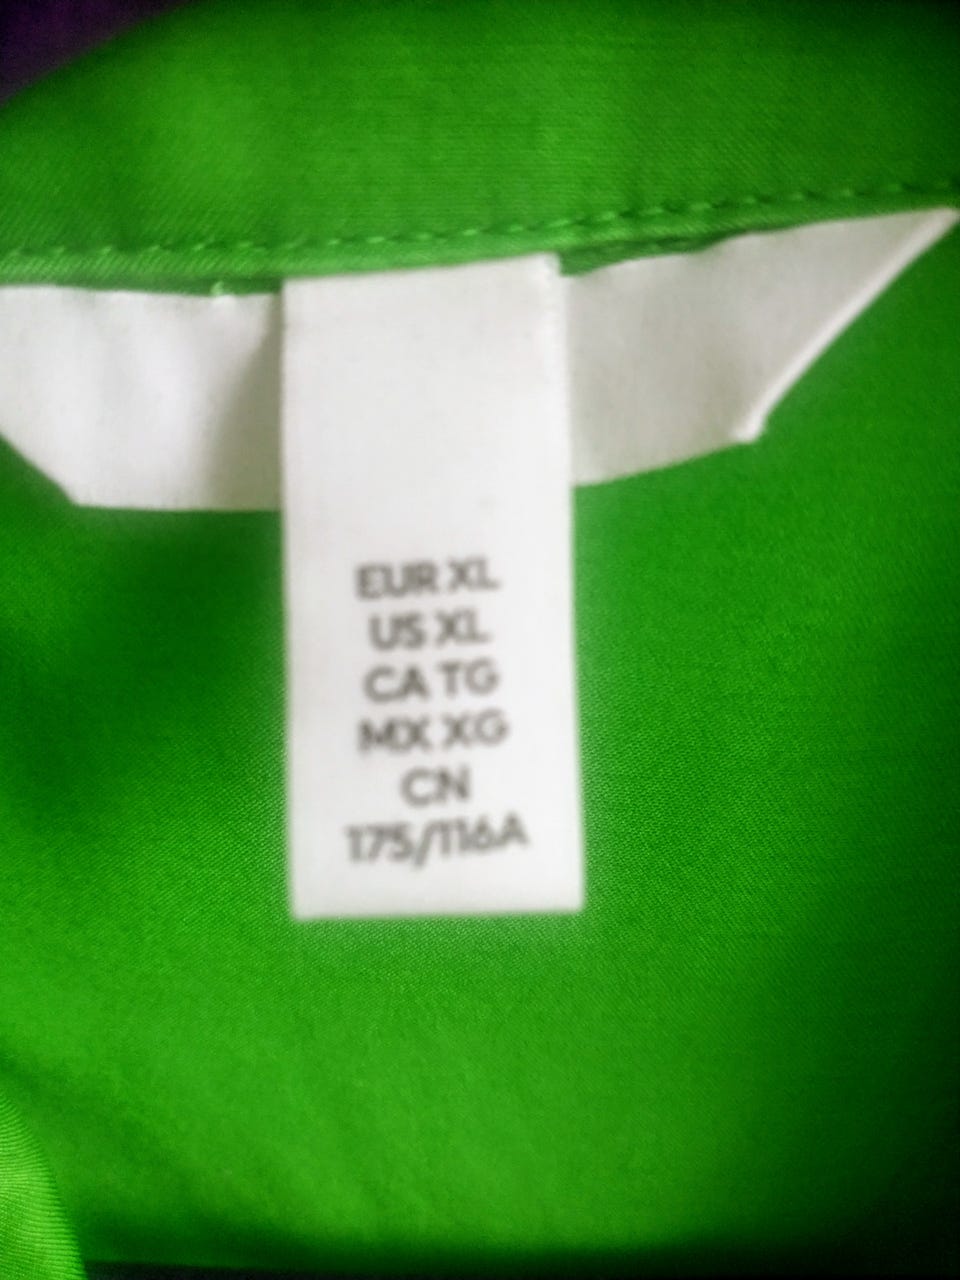 EUR XL
US XL
CA TG
MX XG
CN
175/116A